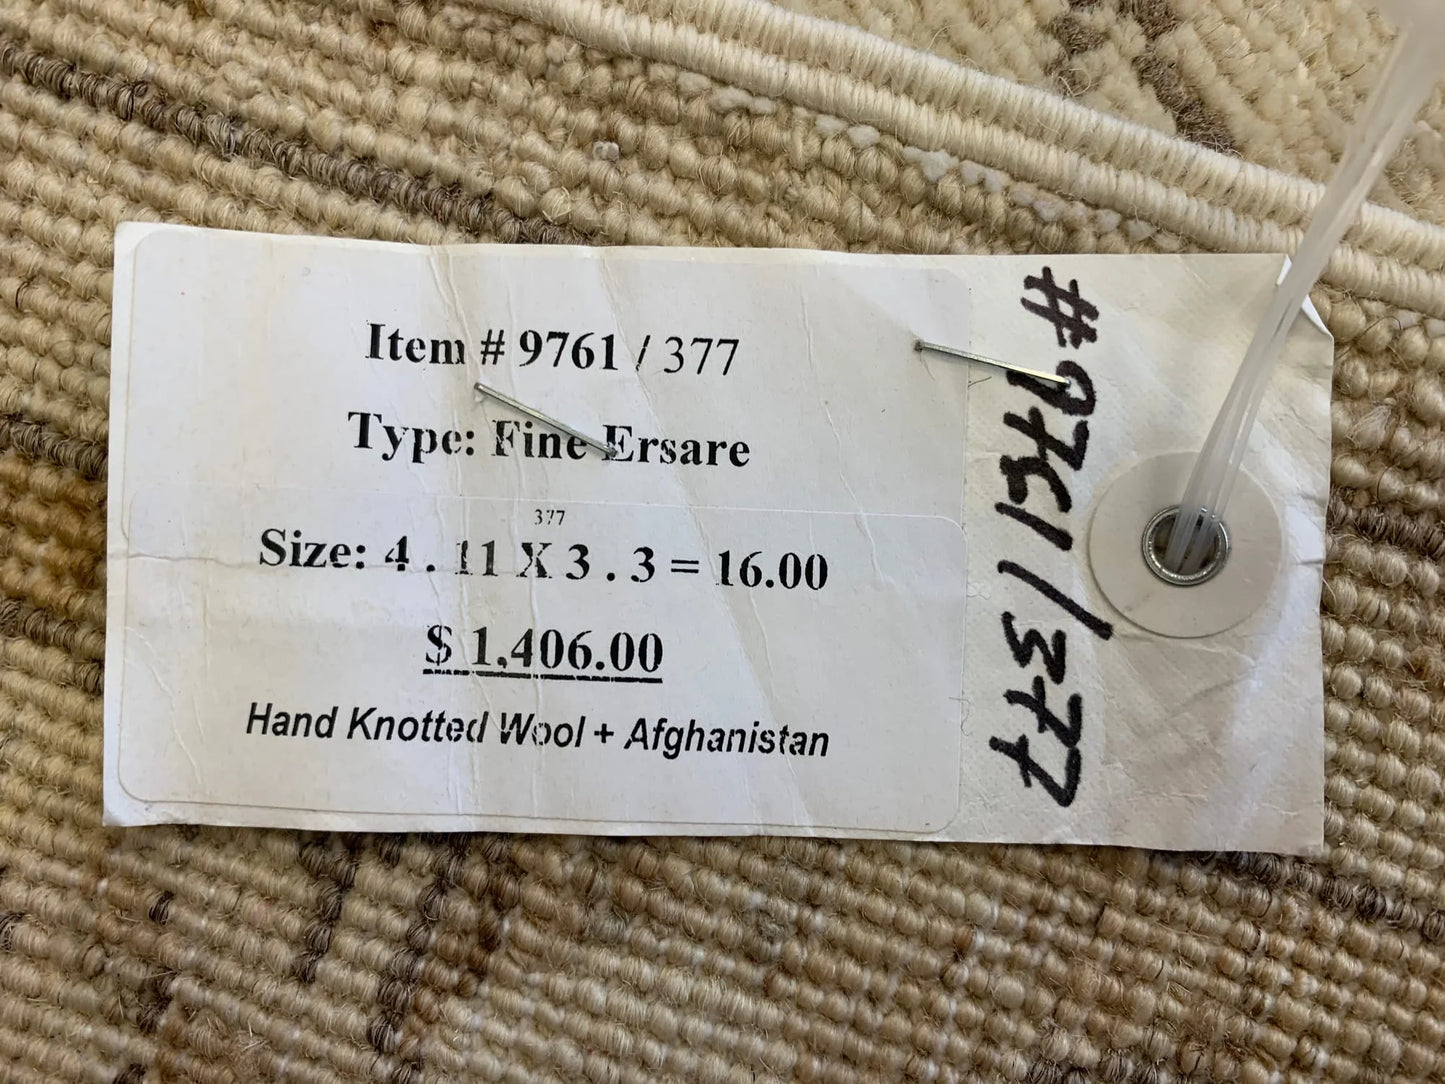 Item # 9761 / 377
Type: Fine Ersare
377
Size: 4 . 11 X 3 . 3 = 16.00
$ 1,406.00
Hand Knotted Wool + Afghanistan
#9761/377